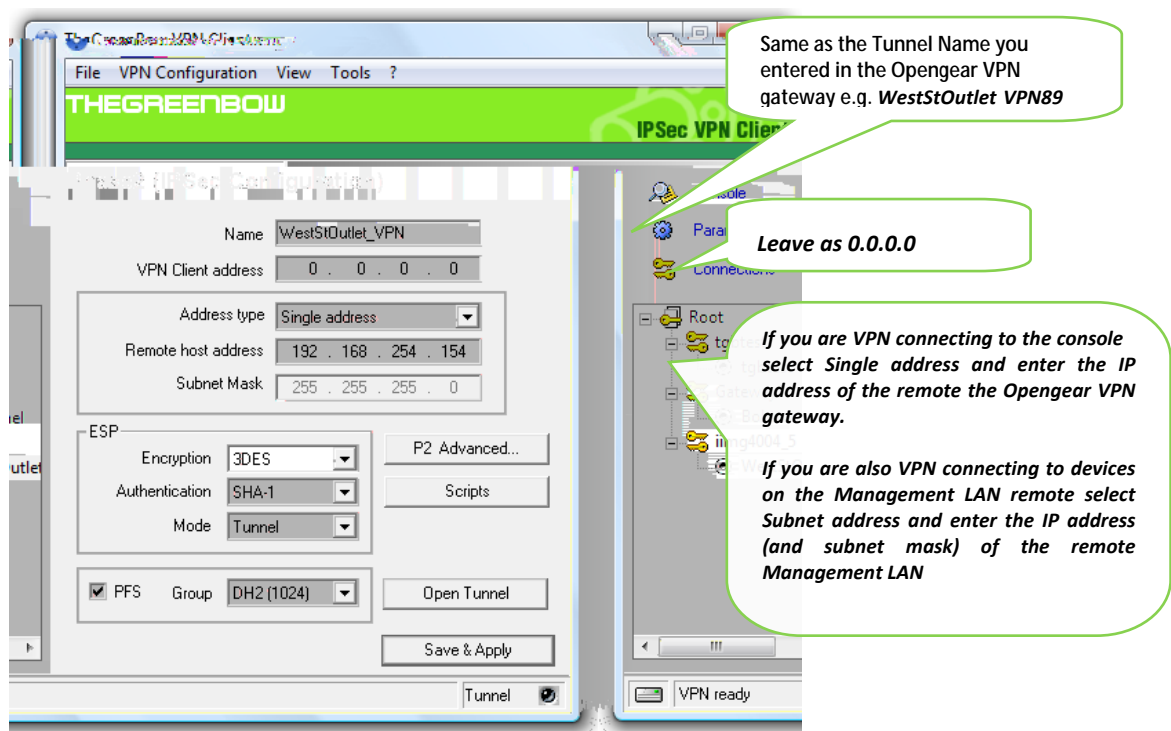 File VPN Configuration View Tools ?
THEGREENBOW
IPSec VPN Client
Name WestStOutlet_VPN
VPN Client address 0 . 0 . 0 . 0
Address type Single address
Remote host address 192 . 168 . 254 . 154
Subnet Mask 255 . 255 . 255 . 0
ESP
Encryption 3DES
Authentication SHA-1
Mode Tunnel
P2 Advanced...
Scripts
PFS Group DH2 (1024)
Open Tunnel
Save & Apply
Tunnel
Root
VPN ready
Same as the Tunnel Name you
entered in the Opengear VPN
gateway e.g. WestStOutlet VPN89
Leave as 0.0.0.0
If you are VPN connecting to the console
select Single address and enter the IP
address of the remote the Opengear VPN
gateway.
If you are also VPN connecting to devices
on the Management LAN remote select
Subnet address and enter the IP address
(and subnet mask) of the remote
Management LAN